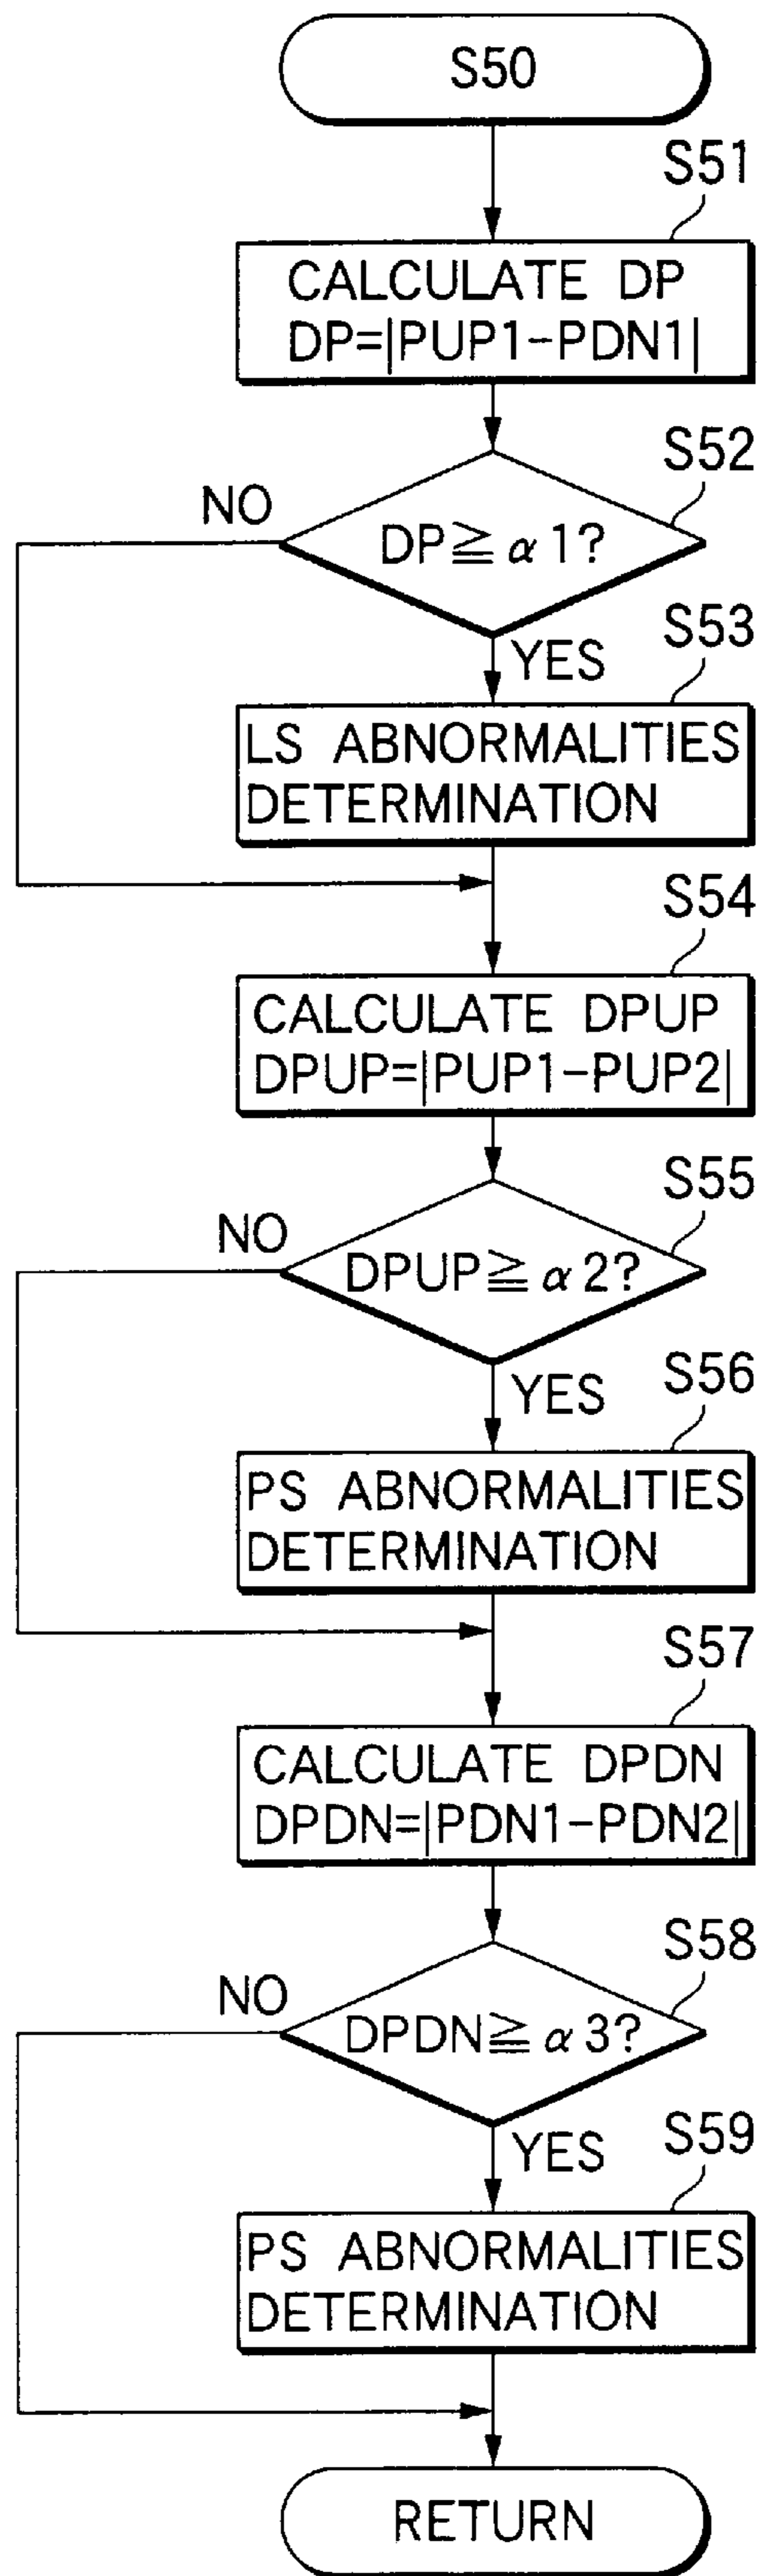 S50
S51
CALCULATE DP
DP=|PUP1-PDN1|
S52
NO
DP≧α1?
S53
YES
LS ABNORMALITIES
DETERMINATION
S54
CALCULATE DPUP
DPUP=|PUP1-PUP2|
S55
NO
DPUP≧α2?
S56
YES
PS ABNORMALITIES
DETERMINATION
S57
CALCULATE DPDN
DPDN=|PDN1-PDN2|
S58
NO
DPDN≧α3?
S59
YES
PS ABNORMALITIES
DETERMINATION
RETURN